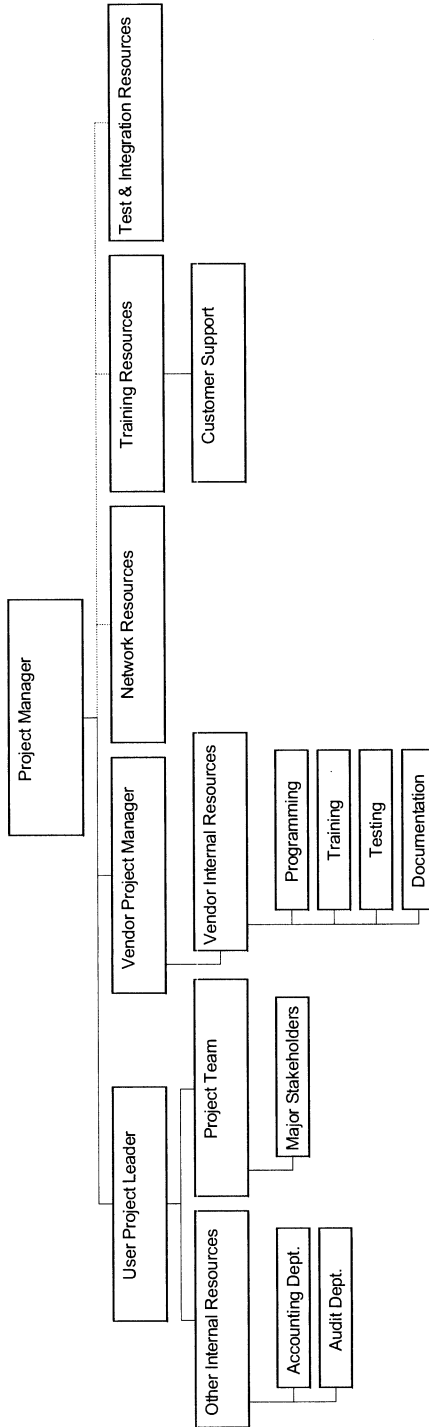 Project Manager
User Project Leader
Vendor Project Manager
Network Resources
Training Resources
Test & Integration Resources
Other Internal Resources
Project Team
Vendor Internal Resources
Customer Support
Accounting Dept.
Audit Dept.
Major Stakeholders
Programming
Training
Testing
Documentation